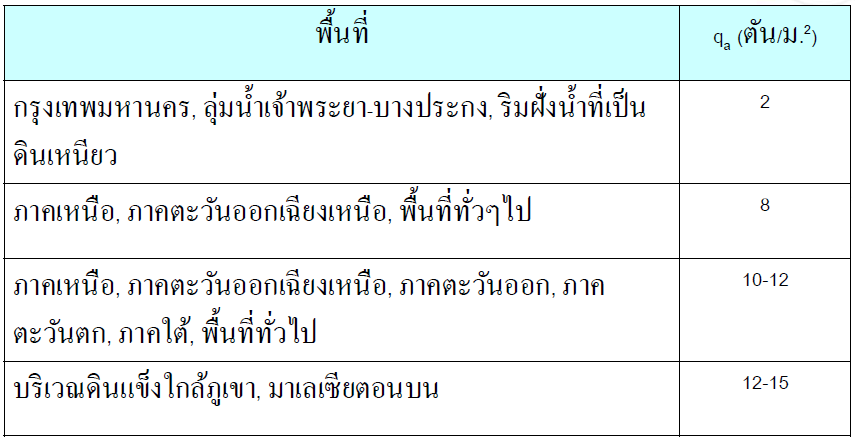 พื้นที่
qa (ตัน/ม.²)
กรุงเทพมหานคร, ลุ่มน้ำเจ้าพระยา-บางประกง, ริมฝั่งน้ำที่เป็น
ดินเหนียว
2
ภาคเหนือ, ภาคตะวันออกเฉียงเหนือ, พื้นที่ทั่วๆไป
8
ภาคเหนือ, ภาคตะวันออกเฉียงเหนือ, ภาคตะวันออก, ภาค
ตะวันตก, ภาคใต้, พื้นที่ทั่วไป
10-12
บริเวณดินแข็งใกล้ภูเขา, มาเลเซียตอนบน
12-15